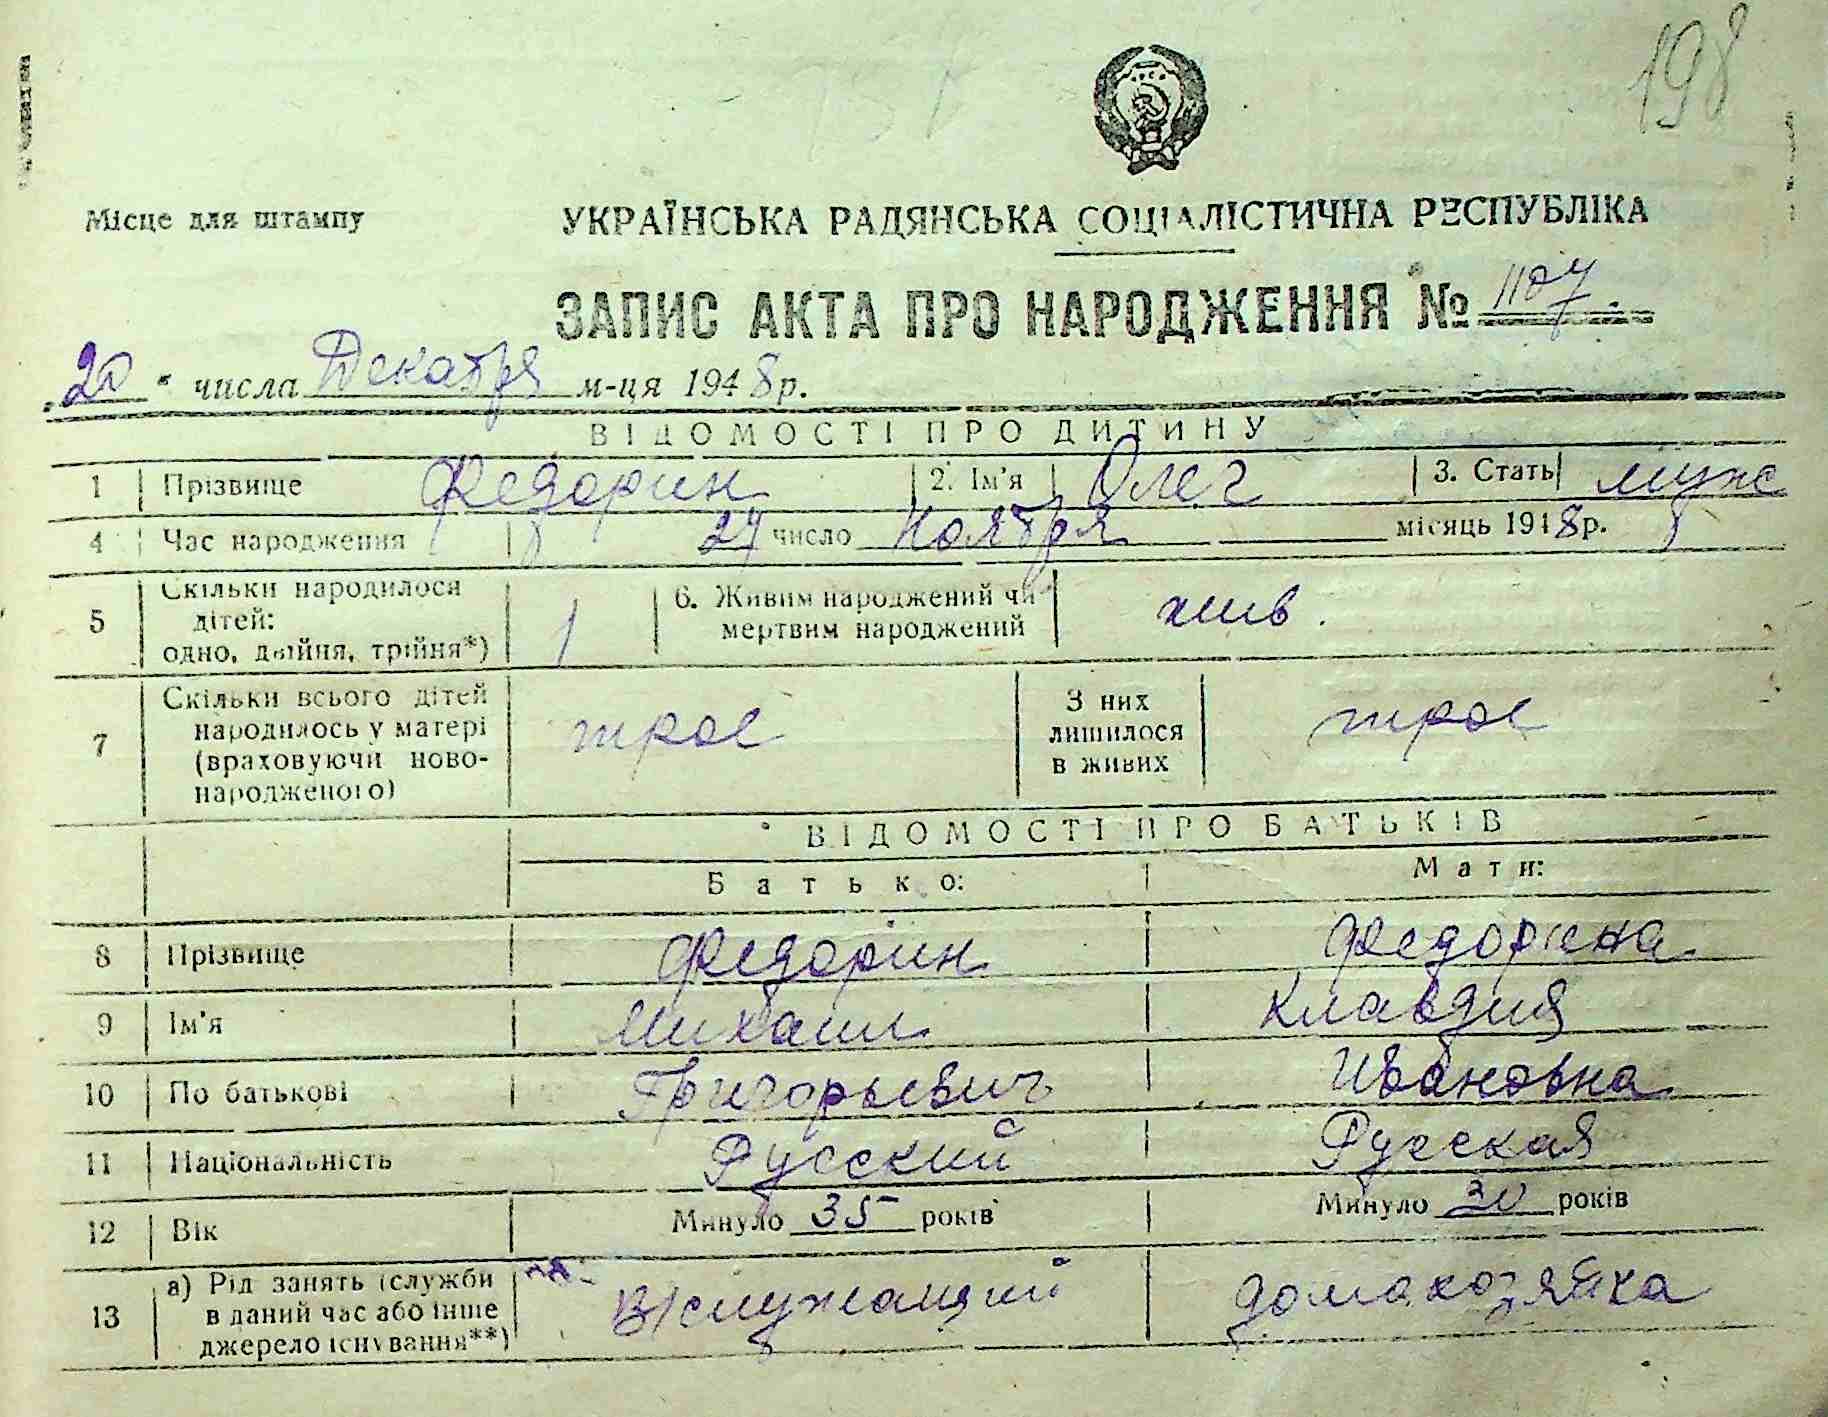 198
Місце для штампу
УКРАЇНСЬКА РАДЯНСЬКА СОЦІАЛІСТИЧНА РЕСПУБЛІКА
ЗАПИС АКТА ПРО НАРОДЖЕННЯ № 1107
„20“ числа Декабря м-ця 1948 р.
ВІДОМОСТІ ПРО ДИТИНУ
1 Прізвище Федорин 2. Ім'я Олег 3. Стать муж
4 Час народження 24 число Ноября місяць 1948 р.
5 Скільки народилося дітей: одно, двійня, трійня*) 1 6. Живим народжений чи мертвим народжений жив.
7 Скільки всього дітей народилось у матері (враховуючи новонародженого) трое З них лишилося в живих трое
ВІДОМОСТІ ПРО БАТЬКІВ
Батько: Мати:
8 Прізвище Федорин Федорина
9 Ім'я Михаил Клавдия
10 По батькові Григорьевич Ивановна
11 Національність Русский Русская
12 Вік Минуло 35 років Минуло 30 років
13 а) Рід занять (служби в даний час або інше джерело існування**) В/служащий домахозяйка